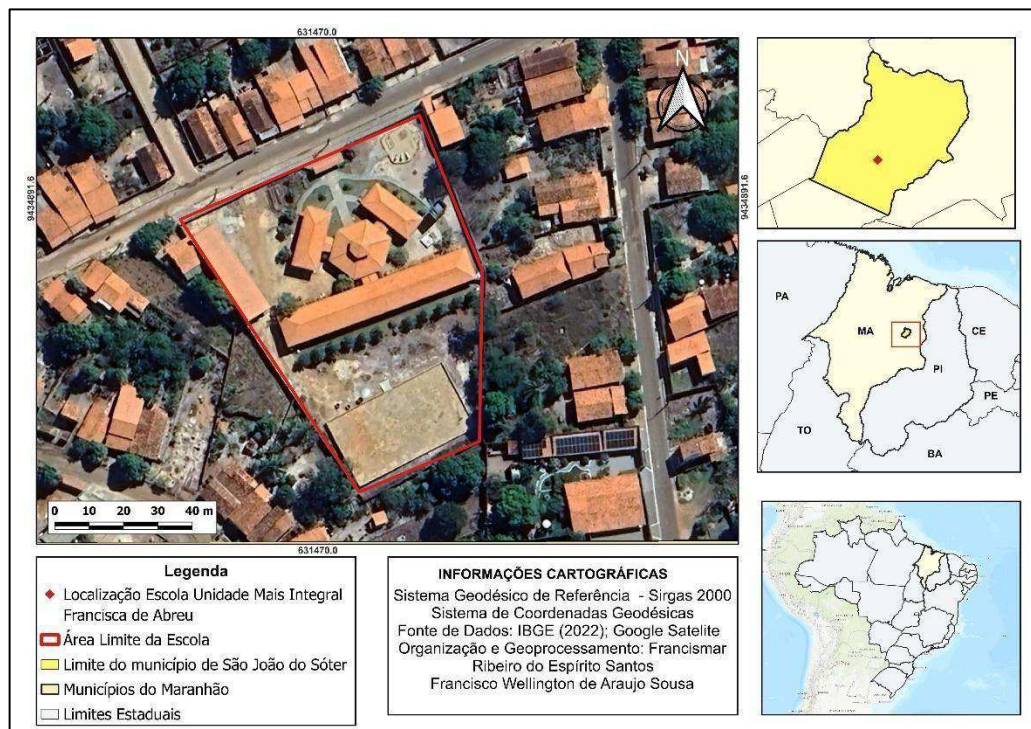 631470.0
N
9434891.6
9434891.6
0 10 20 30 40 m
631470.0
PA
MA
CE
PI
PE
TO
BA
Legenda
Localização Escola Unidade Mais Integral
Francisca de Abreu
Área Limite da Escola
Limite do município de São João do Sóter
Municípios do Maranhão
Limites Estaduais
INFORMAÇÕES CARTOGRÁFICAS
Sistema Geodésico de Referência - Sirgas 2000
Sistema de Coordenadas Geodésicas
Fonte de Dados: IBGE (2022); Google Satelite
Organização e Geoprocessamento: Francismar
Ribeiro do Espírito Santos
Francisco Wellington de Araujo Sousa